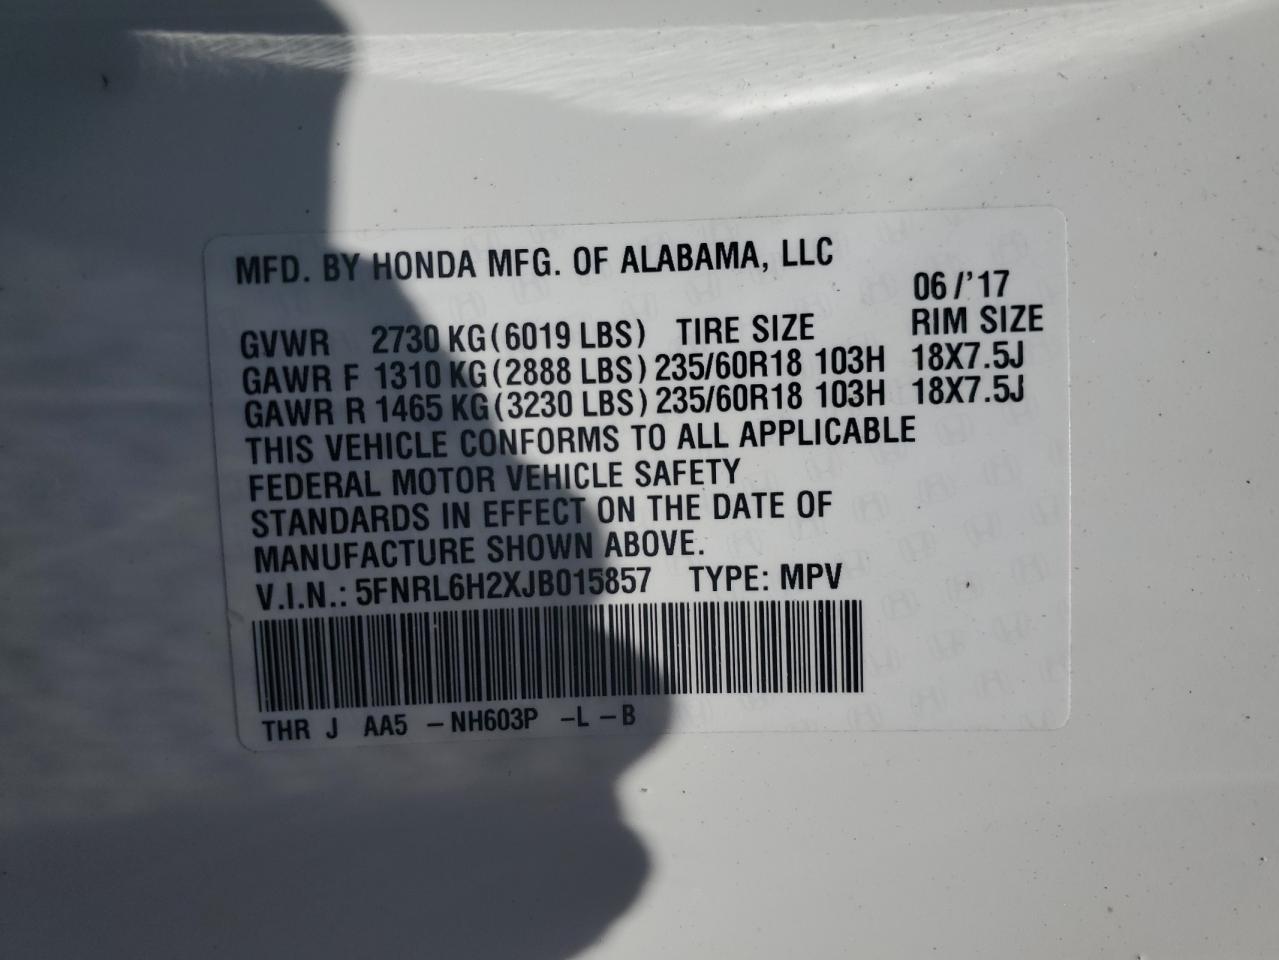 MFD. BY HONDA MFG. OF ALABAMA, LLC
06/'17
GVWR 2730 KG(6019 LBS) TIRE SIZE RIM SIZE
GAWR F 1310 KG(2888 LBS) 235/60R18 103H 18X7.5J
GAWR R 1465 KG(3230 LBS) 235/60R18 103H 18X7.5J
THIS VEHICLE CONFORMS TO ALL APPLICABLE
FEDERAL MOTOR VEHICLE SAFETY
STANDARDS IN EFFECT ON THE DATE OF
MANUFACTURE SHOWN ABOVE.
V.I.N.: 5FNRL6H2XJB015857 TYPE: MPV
THR J AA5 -NH603P -L -B